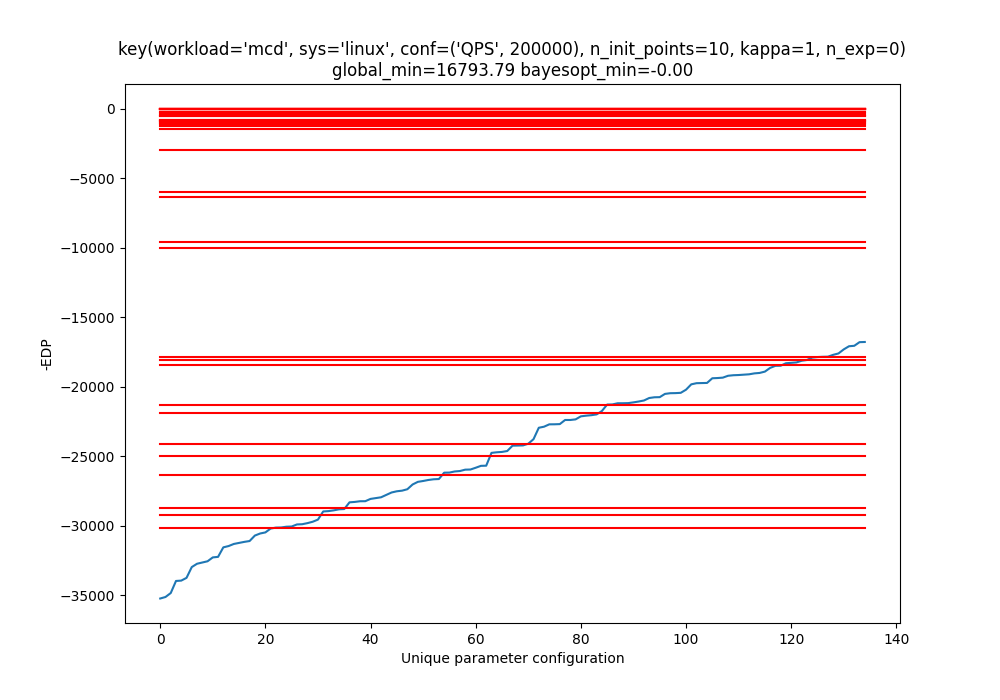 key(workload='mcd', sys='linux', conf=('QPS', 200000), n_init_points=10, kappa=1, n_exp=0)
global_min=16793.79 bayesopt_min=-0.00
0
−5000
−10000
−15000
−20000
−25000
−30000
−35000
-EDP
0 20 40 60 80 100 120 140
Unique parameter configuration